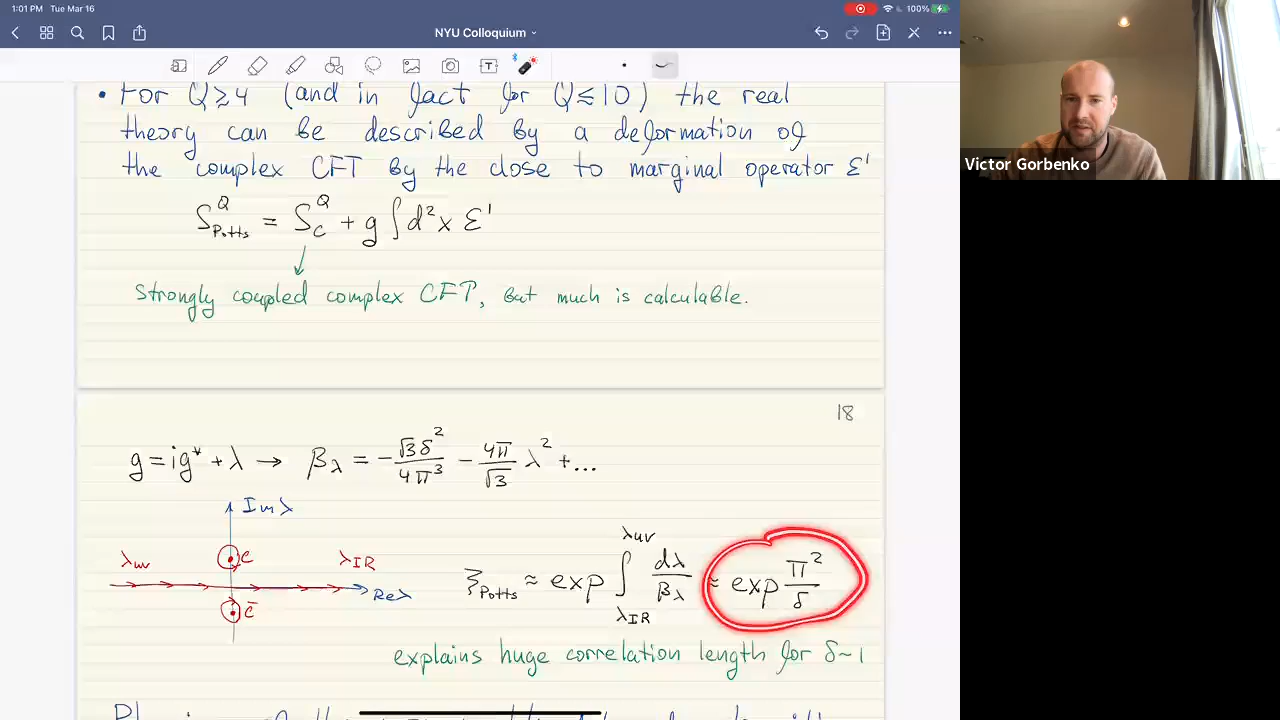 1:01 PM Tue Mar 16
100%
NYU Colloquium
• For Q ⩾ 4 (and in fact for Q ≤ 10) the real
theory can be described by a deformation of
the complex CFT by the close to marginal operator ε'
S^Q_Potts = S^Q_C + g ∫ d²x ε'
Strongly coupled complex CFT, but much is calculable.
18
g = ig* + λ → β_λ = - √3 δ² / 4π³ - 4π/√3 λ² + ...
Im λ
λ_UV C λ_IR
Re λ
C̄
ξ_Potts ≈ exp ∫_{λ_IR}^{λ_UV} dλ/β_λ ≈ exp π²/δ
explains huge correlation length for δ ~ 1
Victor Gorbenko